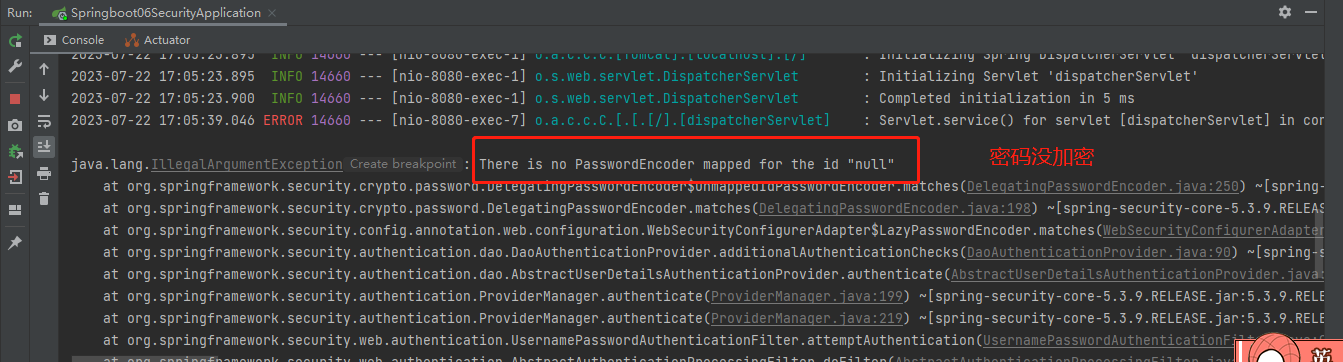 Run: Springboot06SecurityApplication
Console Actuator
2023-07-22 17:05:23.895 INFO 14660 --- [nio-8080-exec-1] o.a.c.c.C.[Tomcat].[localhost].[/] : Initializing Spring DispatcherServlet 'dispatcherServlet
2023-07-22 17:05:23.895 INFO 14660 --- [nio-8080-exec-1] o.s.web.servlet.DispatcherServlet : Initializing Servlet 'dispatcherServlet'
2023-07-22 17:05:23.900 INFO 14660 --- [nio-8080-exec-1] o.s.web.servlet.DispatcherServlet : Completed initialization in 5 ms
2023-07-22 17:05:39.046 ERROR 14660 --- [nio-8080-exec-7] o.a.c.c.C.[.[.[/].[dispatcherServlet] : Servlet.service() for servlet [dispatcherServlet] in con
java.lang.IllegalArgumentException Create breakpoint : There is no PasswordEncoder mapped for the id "null" 密码没加密
at org.springframework.security.crypto.password.DelegatingPasswordEncoder$UnmappedIdPasswordEncoder.matches(DelegatingPasswordEncoder.java:250) ~[spring-
at org.springframework.security.crypto.password.DelegatingPasswordEncoder.matches(DelegatingPasswordEncoder.java:198) ~[spring-security-core-5.3.9.RELEAS
at org.springframework.security.config.annotation.web.configuration.WebSecurityConfigurerAdapter$LazyPasswordEncoder.matches(WebSecurityConfigurerAdapter
at org.springframework.security.authentication.dao.DaoAuthenticationProvider.additionalAuthenticationChecks(DaoAuthenticationProvider.java:90) ~[spring-s
at org.springframework.security.authentication.dao.AbstractUserDetailsAuthenticationProvider.authenticate(AbstractUserDetailsAuthenticationProvider.java:
at org.springframework.security.authentication.ProviderManager.authenticate(ProviderManager.java:199) ~[spring-security-core-5.3.9.RELEASE.jar:5.3.9.RELE
at org.springframework.security.authentication.ProviderManager.authenticate(ProviderManager.java:219) ~[spring-security-core-5.3.9.RELEASE.jar:5.3.9.RELE
at org.springframework.security.web.authentication.UsernamePasswordAuthenticationFilter.attemptAuthentication(UsernamePasswordAuthenticationFilter